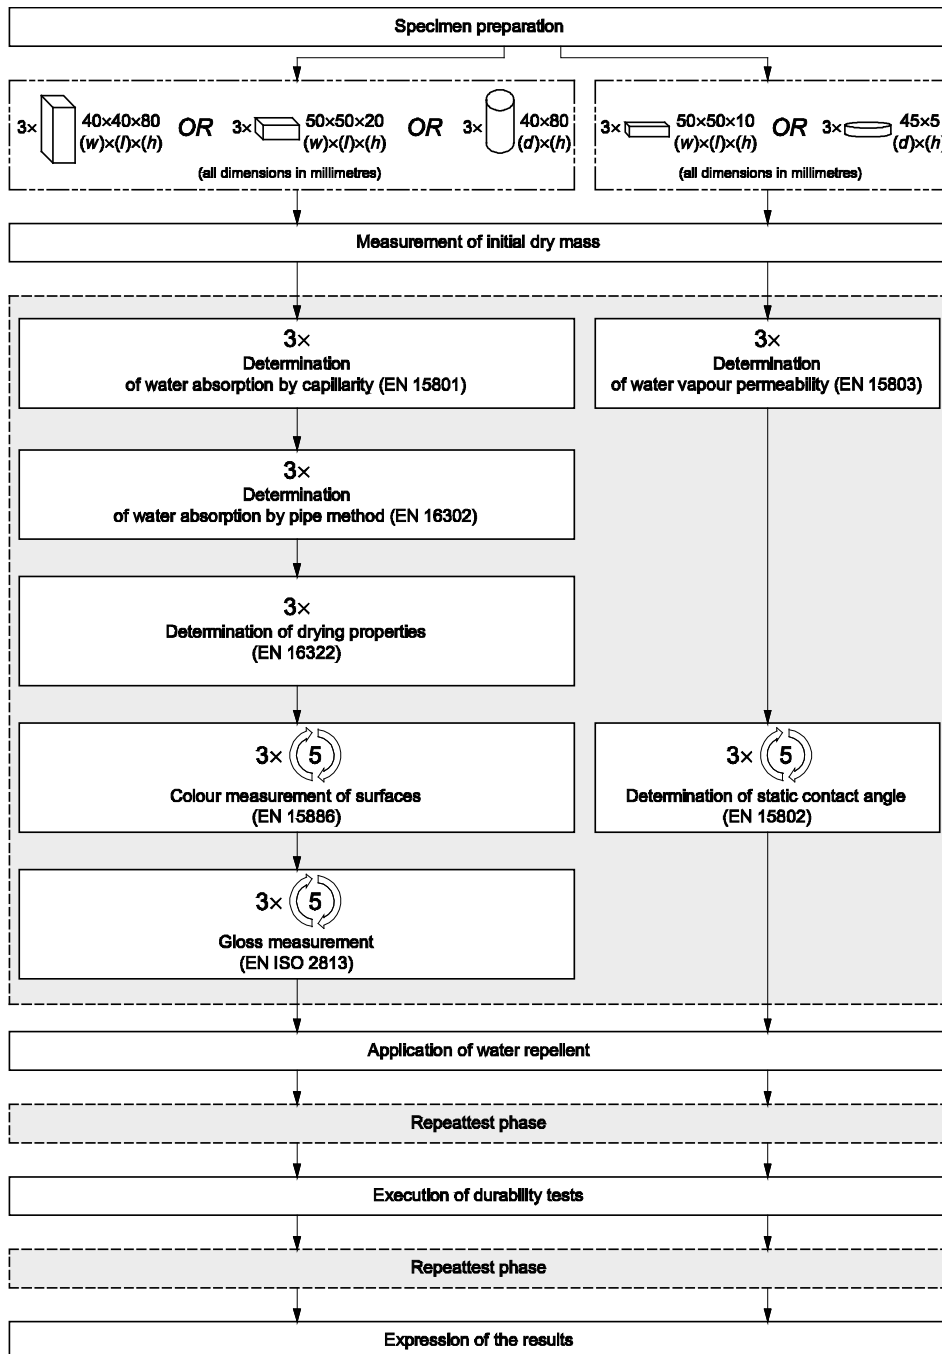 Specimen preparation
3× 40×40×80 OR 3× 50×50×20 OR 3× 40×80
(w)×(l)×(h) (w)×(l)×(h) (d)×(h)
(all dimensions in millimetres)
3× 50×50×10 OR 3× 45×5
(w)×(l)×(h) (d)×(h)
(all dimensions in millimetres)
Measurement of initial dry mass
3×
Determination
of water absorption by capillarity (EN 15801)
3×
Determination
of water vapour permeability (EN 15803)
3×
Determination
of water absorption by pipe method (EN 16302)
3×
Determination of drying properties
(EN 16322)
3× 5
Colour measurement of surfaces
(EN 15886)
3× 5
Determination of static contact angle
(EN 15802)
3× 5
Gloss measurement
(EN ISO 2813)
Application of water repellent
Repeattest phase
Execution of durability tests
Repeattest phase
Expression of the results